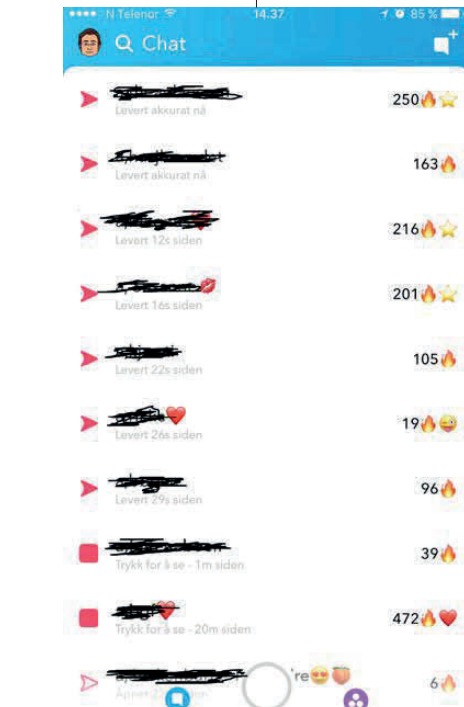 N Telenor 14.37 85 %
Chat
250
Levert akkurat nå
163
Levert akkurat nå
216
Levert 12s siden
201
Levert 16s siden
105
Levert 22s siden
19
Levert 26s siden
96
Levert 29s siden
39
Trykk for å se - 1m siden
472
Trykk for å se - 20m siden
're
6
Åpnet